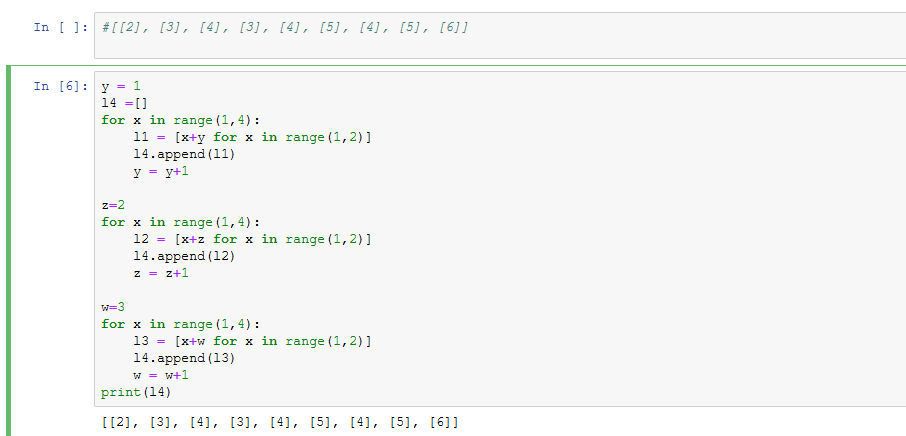 In [ ]: #[[2], [3], [4], [3], [4], [5], [4], [5], [6]]
In [6]: y = 1
l4 =[]
for x in range(1,4):
    l1 = [x+y for x in range(1,2)]
    l4.append(l1)
    y = y+1
z=2
for x in range(1,4):
    l2 = [x+z for x in range(1,2)]
    l4.append(l2)
    z = z+1
w=3
for x in range(1,4):
    l3 = [x+w for x in range(1,2)]
    l4.append(l3)
    w = w+1
print(l4)
[[2], [3], [4], [3], [4], [5], [4], [5], [6]]